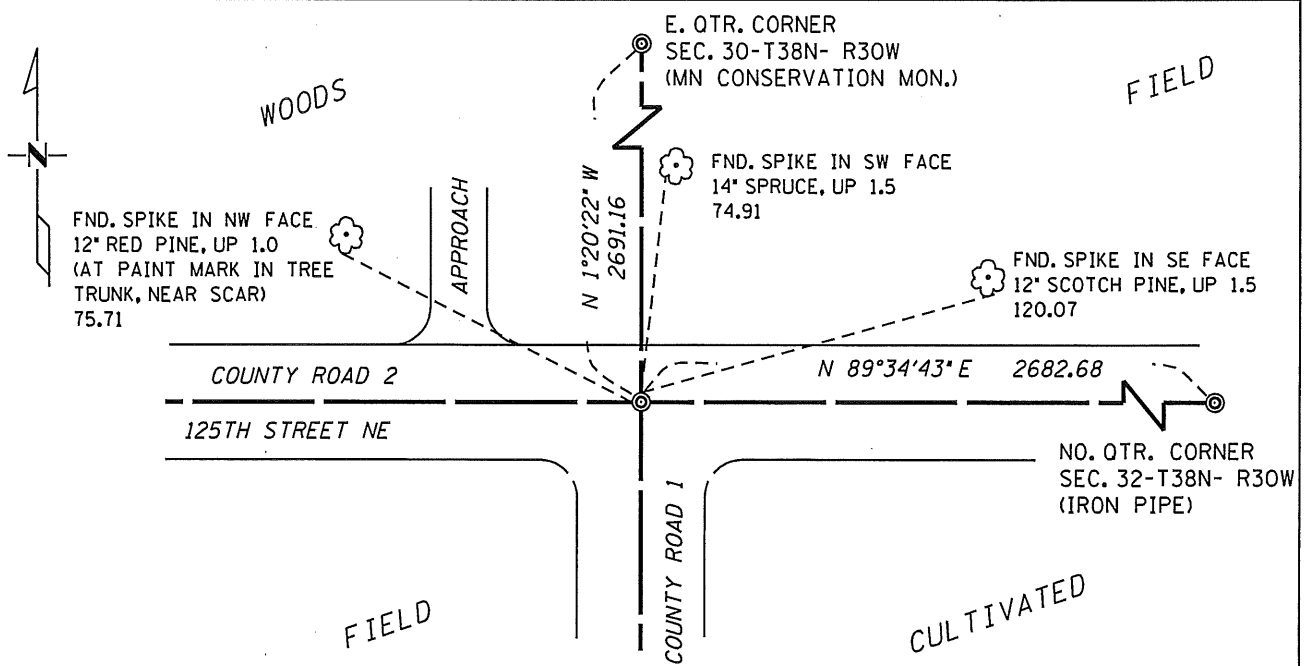 E. QTR. CORNER
SEC. 30-T38N- R30W
(MN CONSERVATION MON.)
WOODS
FIELD
N
FND. SPIKE IN SW FACE
14" SPRUCE, UP 1.5
74.91
APPROACH
N 1°20'22" W
2691.16
FND. SPIKE IN NW FACE
12" RED PINE, UP 1.0
(AT PAINT MARK IN TREE
TRUNK, NEAR SCAR)
75.71
FND. SPIKE IN SE FACE
12" SCOTCH PINE, UP 1.5
120.07
COUNTY ROAD 2
N 89°34'43" E 2682.68
125TH STREET NE
NO. QTR. CORNER
SEC. 32-T38N- R30W
(IRON PIPE)
COUNTY ROAD 1
FIELD
CULTIVATED